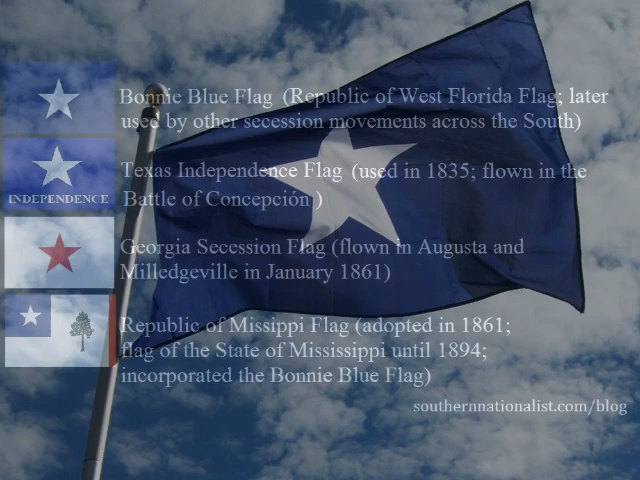 Bonnie Blue Flag (Republic of West Florida Flag; later
used by other secession movements across the South)
Texas Independence Flag (used in 1835; flown in the
Battle of Concepción )
INDEPENDENCE
Georgia Secession Flag (flown in Augusta and
Milledgeville in January 1861)
Republic of Missippi Flag (adopted in 1861;
flag of the State of Mississippi until 1894;
incorporated the Bonnie Blue Flag)
southernnationalist.com/blog